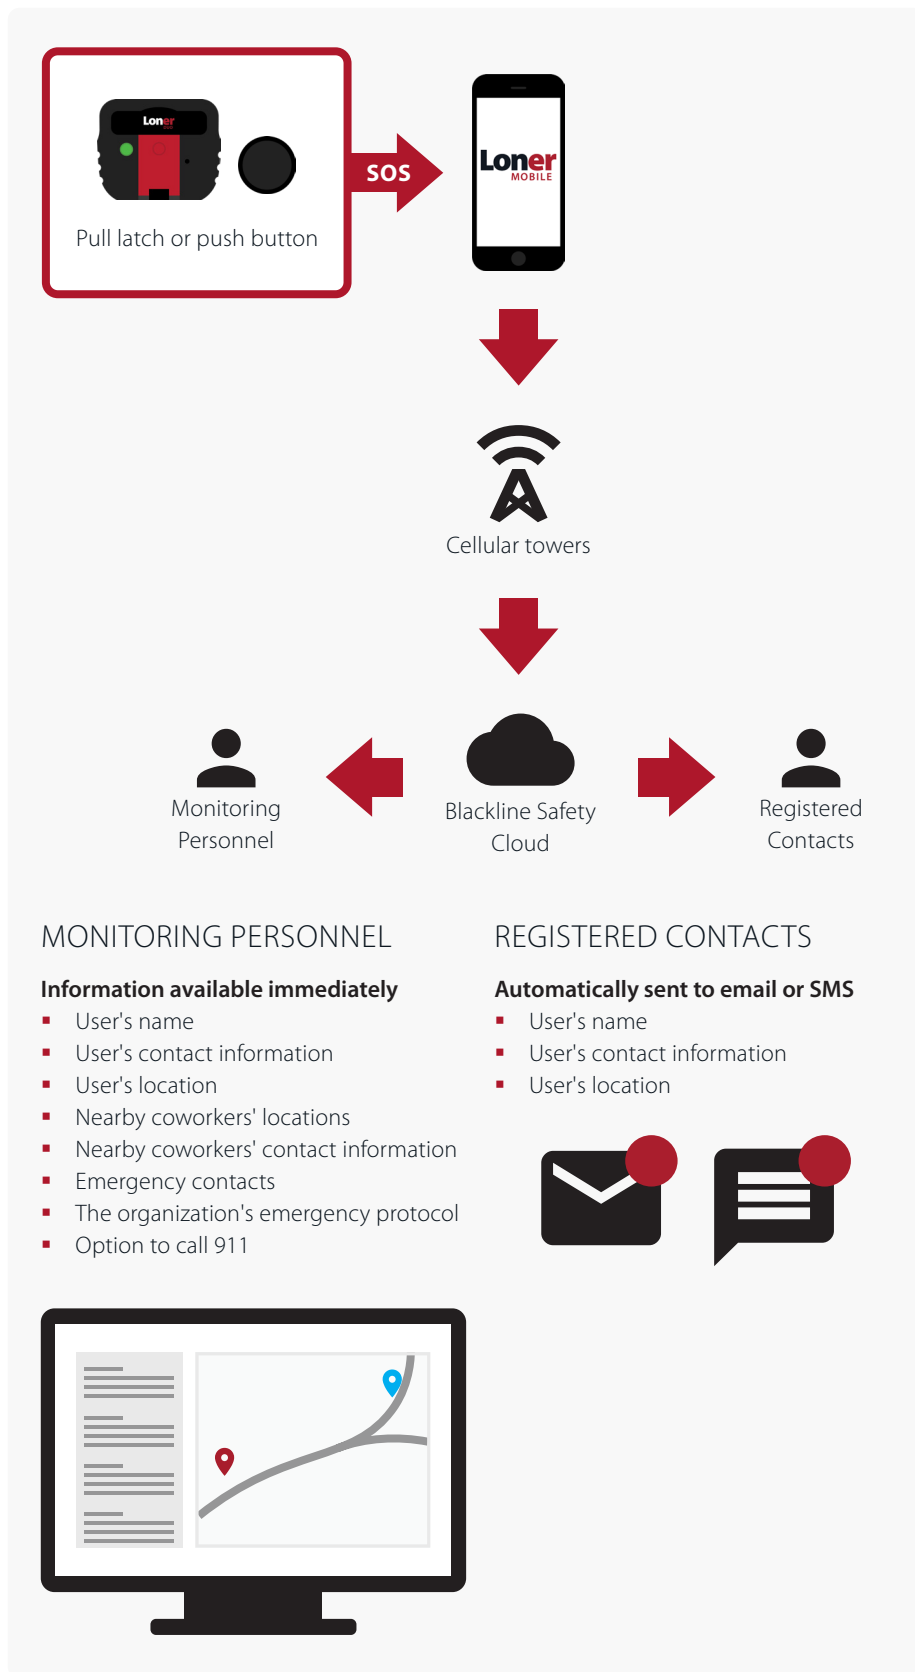 Loner
Pull latch or push button
SOS
Loner
MOBILE
Cellular towers
Monitoring
Personnel
Blackline Safety
Cloud
Registered
Contacts
MONITORING PERSONNEL
Information available immediately
User's name
User's contact information
User's location
Nearby coworkers' locations
Nearby coworkers' contact information
Emergency contacts
The organization's emergency protocol
Option to call 911
REGISTERED CONTACTS
Automatically sent to email or SMS
User's name
User's contact information
User's location